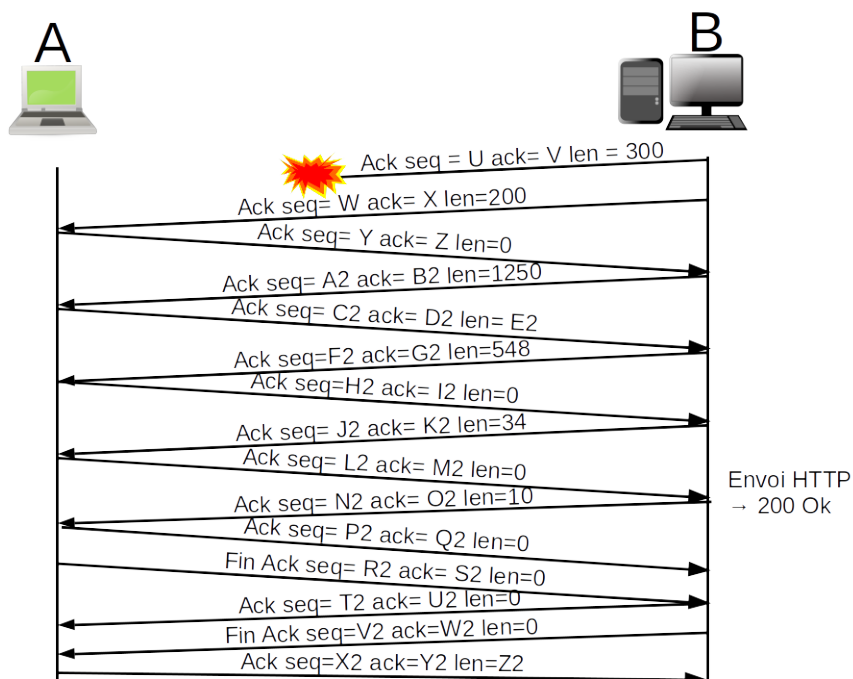 A
B
Ack seq = U ack= V len = 300
Ack seq= W ack= X len=200
Ack seq= Y ack= Z len=0
Ack seq= A2 ack= B2 len=1250
Ack seq= C2 ack= D2 len= E2
Ack seq=F2 ack=G2 len=548
Ack seq=H2 ack= I2 len=0
Ack seq= J2 ack= K2 len=34
Ack seq= L2 ack= M2 len=0
Envoi HTTP
→ 200 Ok
Ack seq= N2 ack= O2 len=10
Ack seq= P2 ack= Q2 len=0
Fin Ack seq= R2 ack= S2 len=0
Ack seq= T2 ack= U2 len=0
Fin Ack seq=V2 ack=W2 len=0
Ack seq=X2 ack=Y2 len=Z2